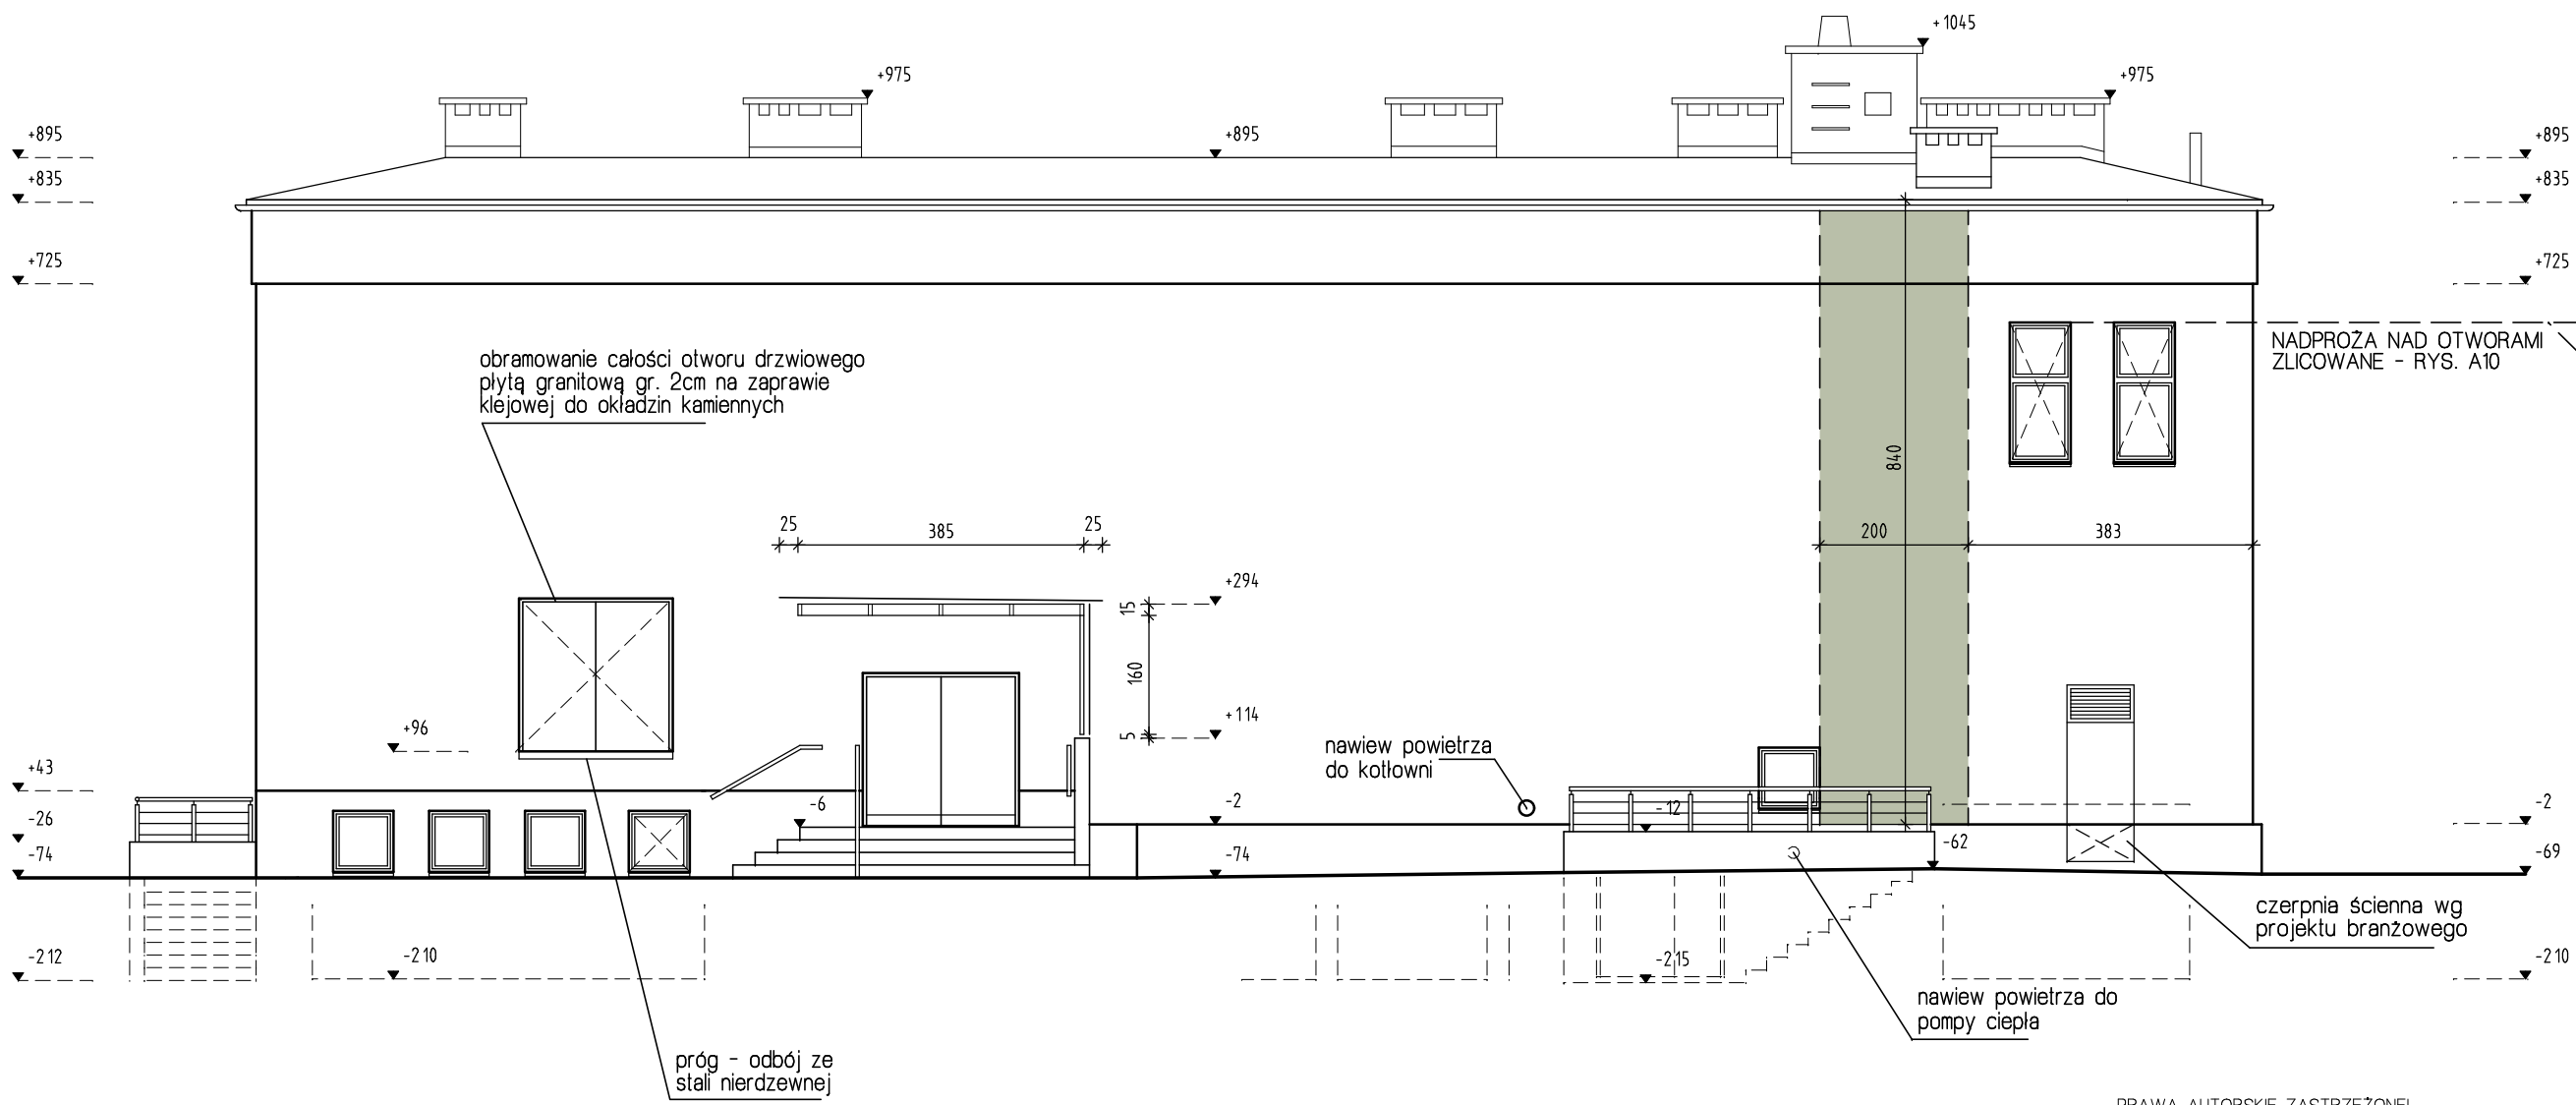 +1045
+975
+975
+895
+895
+895
+835
+835
+725
+725
NADPROŻA NAD OTWORAMI
ZLICOWANE - RYS. A10
obramowanie całości otworu drzwiowego
płytą granitową gr. 2cm na zaprawie
klejowej do okładzin kamiennych
840
25
385
25
200
383
+294
15
160
+114
5
+96
nawiew powietrza
do kotłowni
+43
-6
-2
-12
-2
-26
-62
-74
-74
-69
czerpnia ścienna wg
projektu branżowego
-212
-210
-215
-210
nawiew powietrza do
pompy ciepła
próg - odbój ze
stali nierdzewnej
PRAWA AUTORSKIE ZASTRZEŻONE!